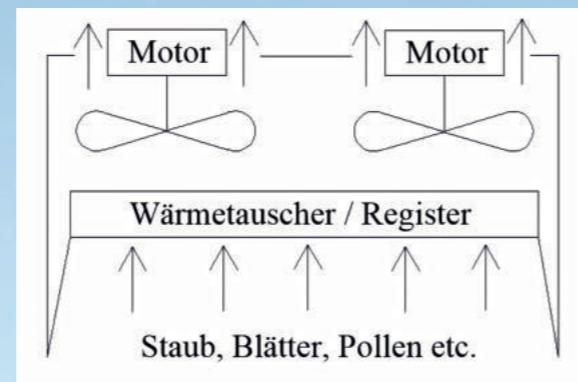 Motor Motor
Wärmetauscher / Register
Staub, Blätter, Pollen etc.